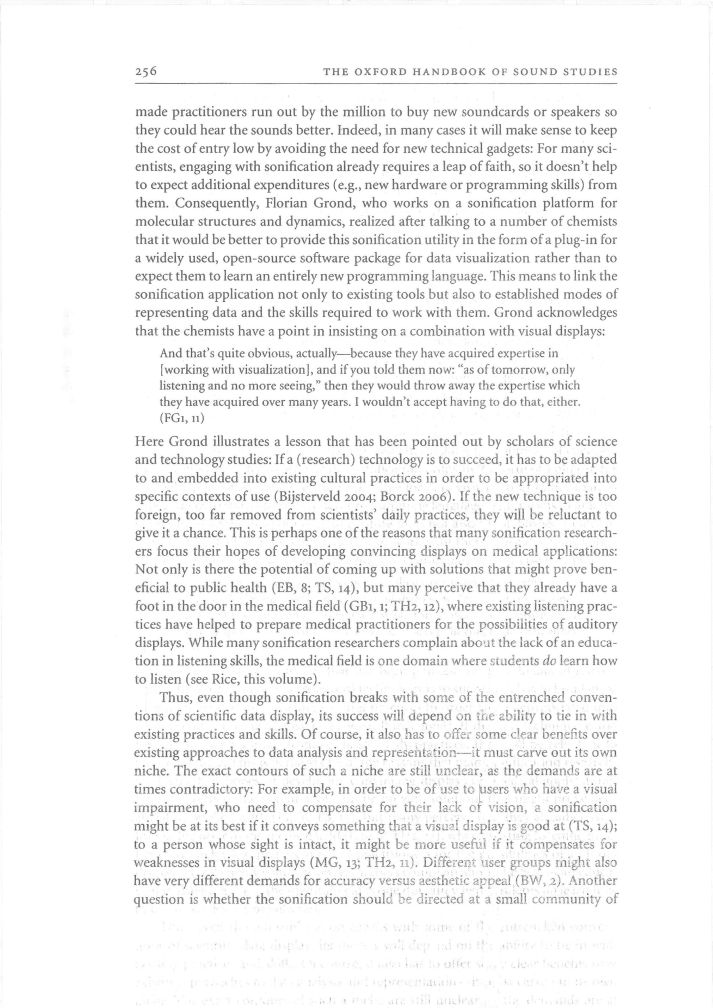 256
THE OXFORD HANDBOOK OF SOUND STUDIES
made practitioners run out by the million to buy new soundcards or speakers so
they could hear the sounds better. Indeed, in many cases it will make sense to keep
the cost of entry low by avoiding the need for new technical gadgets: For many sci-
entists, engaging with sonification already requires a leap of faith, so it doesn't help
to expect additional expenditures (e.g., new hardware or programming skills) from
them. Consequently, Florian Grond, who works on a sonification platform for
molecular structures and dynamics, realized after talking to a number of chemists
that it would be better to provide this sonification utility in the form of a plug-in for
a widely used, open-source software package for data visualization rather than to
expect them to learn an entirely new programming language. This means to link the
sonification application not only to existing tools but also to established modes of
representing data and the skills required to work with them. Grond acknowledges
that the chemists have a point in insisting on a combination with visual displays:
And that's quite obvious, actually—because they have acquired expertise in
[working with visualization], and if you told them now: "as of tomorrow, only
listening and no more seeing," then they would throw away the expertise which
they have acquired over many years. I wouldn't accept having to do that, either.
(FG1, 11)
Here Grond illustrates a lesson that has been pointed out by scholars of science
and technology studies: If a (research) technology is to succeed, it has to be adapted
to and embedded into existing cultural practices in order to be appropriated into
specific contexts of use (Bijsterveld 2004; Borck 2006). If the new technique is too
foreign, too far removed from scientists' daily practices, they will be reluctant to
give it a chance. This is perhaps one of the reasons that many sonification research-
ers focus their hopes of developing convincing displays on medical applications:
Not only is there the potential of coming up with solutions that might prove ben-
eficial to public health (EB, 8; TS, 14), but many perceive that they already have a
foot in the door in the medical field (GB1, 1; TH2, 12), where existing listening prac-
tices have helped to prepare medical practitioners for the possibilities of auditory
displays. While many sonification researchers complain about the lack of an educa-
tion in listening skills, the medical field is one domain where students do learn how
to listen (see Rice, this volume).
Thus, even though sonification breaks with some of the entrenched conven-
tions of scientific data display, its success will depend on the ability to tie in with
existing practices and skills. Of course, it also has to offer some clear benefits over
existing approaches to data analysis and representation—it must carve out its own
niche. The exact contours of such a niche are still unclear, as the demands are at
times contradictory: For example, in order to be of use to users who have a visual
impairment, who need to compensate for their lack of vision, a sonification
might be at its best if it conveys something that a visual display is good at (TS, 14);
to a person whose sight is intact, it might be more useful if it compensates for
weaknesses in visual displays (MG, 13; TH2, 11). Different user groups might also
have very different demands for accuracy versus aesthetic appeal (BW, 2). Another
question is whether the sonification should be directed at a small community of